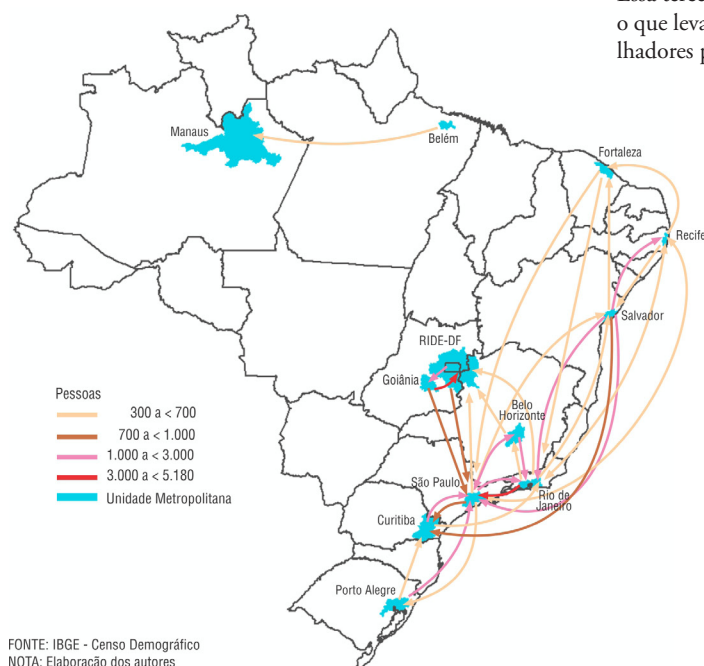 Essa terce
o que leva
lhadores p
Manaus
Belém
Fortaleza
Recife
Salvador
RIDE-DF
Goiânia
Belo
Horizonte
São Paulo
Rio de
Janeiro
Curitiba
Porto Alegre
Pessoas
300 a < 700
700 a < 1.000
1.000 a < 3.000
3.000 a < 5.180
Unidade Metropolitana
FONTE: IBGE - Censo Demográfico
NOTA: Elaboração dos autores